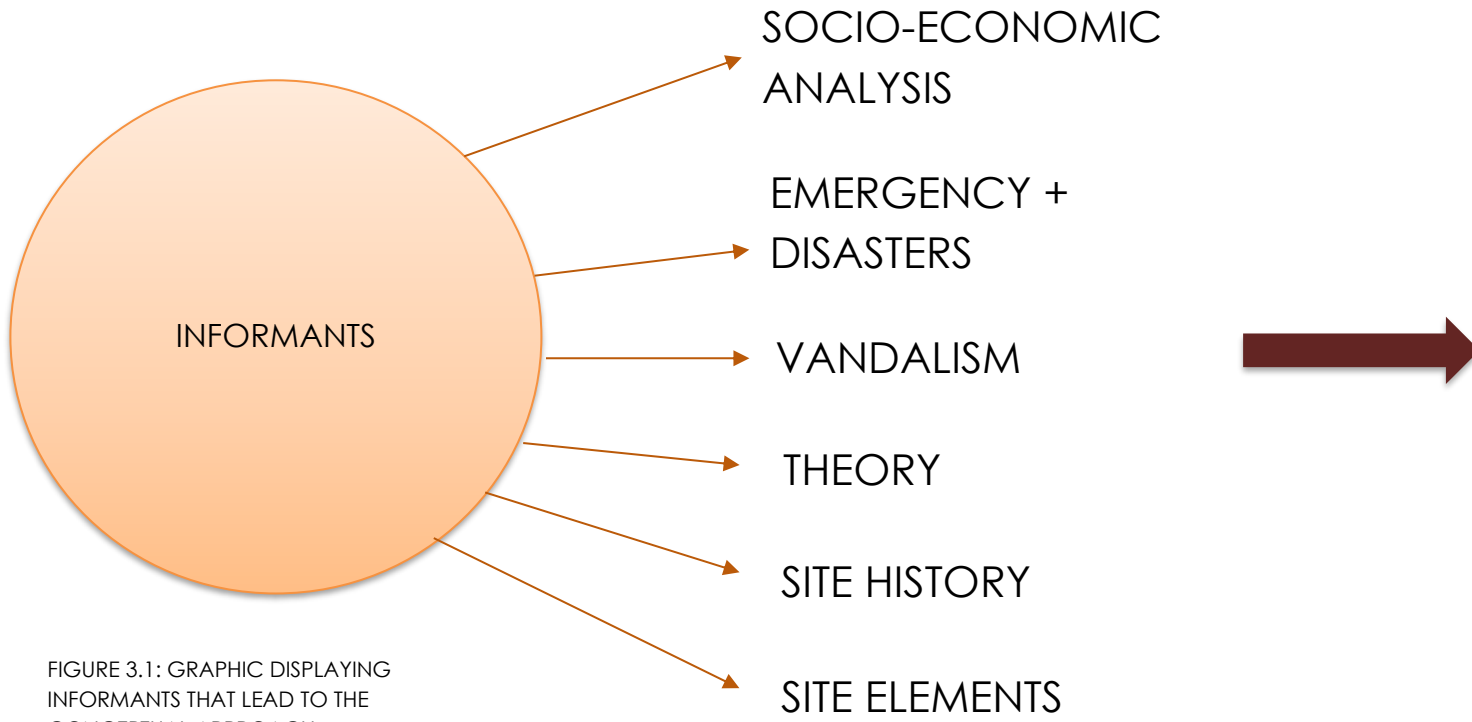 SOCIO-ECONOMIC
ANALYSIS
EMERGENCY +
DISASTERS
INFORMANTS
VANDALISM
THEORY
SITE HISTORY
FIGURE 3.1: GRAPHIC DISPLAYING
INFORMANTS THAT LEAD TO THE
SITE ELEMENTS